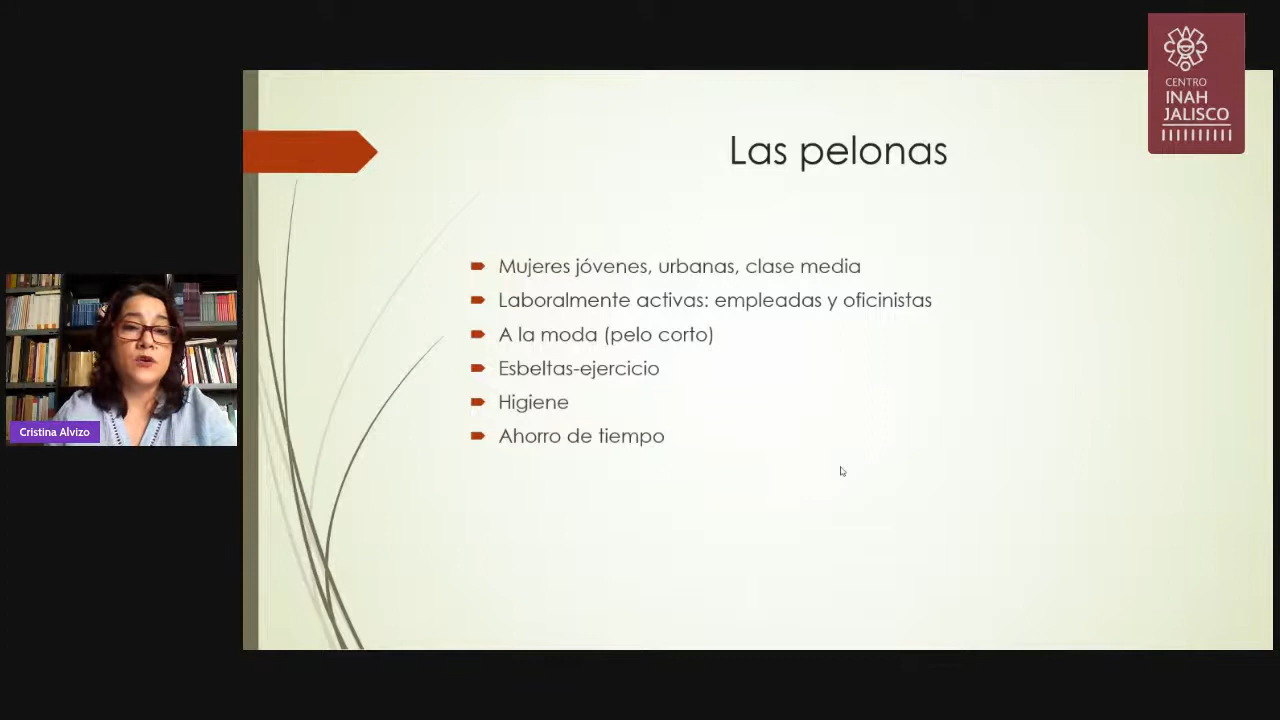 CENTRO
INAH
JALISCO
Las pelonas
Mujeres jóvenes, urbanas, clase media
Laboralmente activas: empleadas y oficinistas
A la moda (pelo corto)
Esbeltas-ejercicio
Higiene
Ahorro de tiempo
Cristina Alvizo